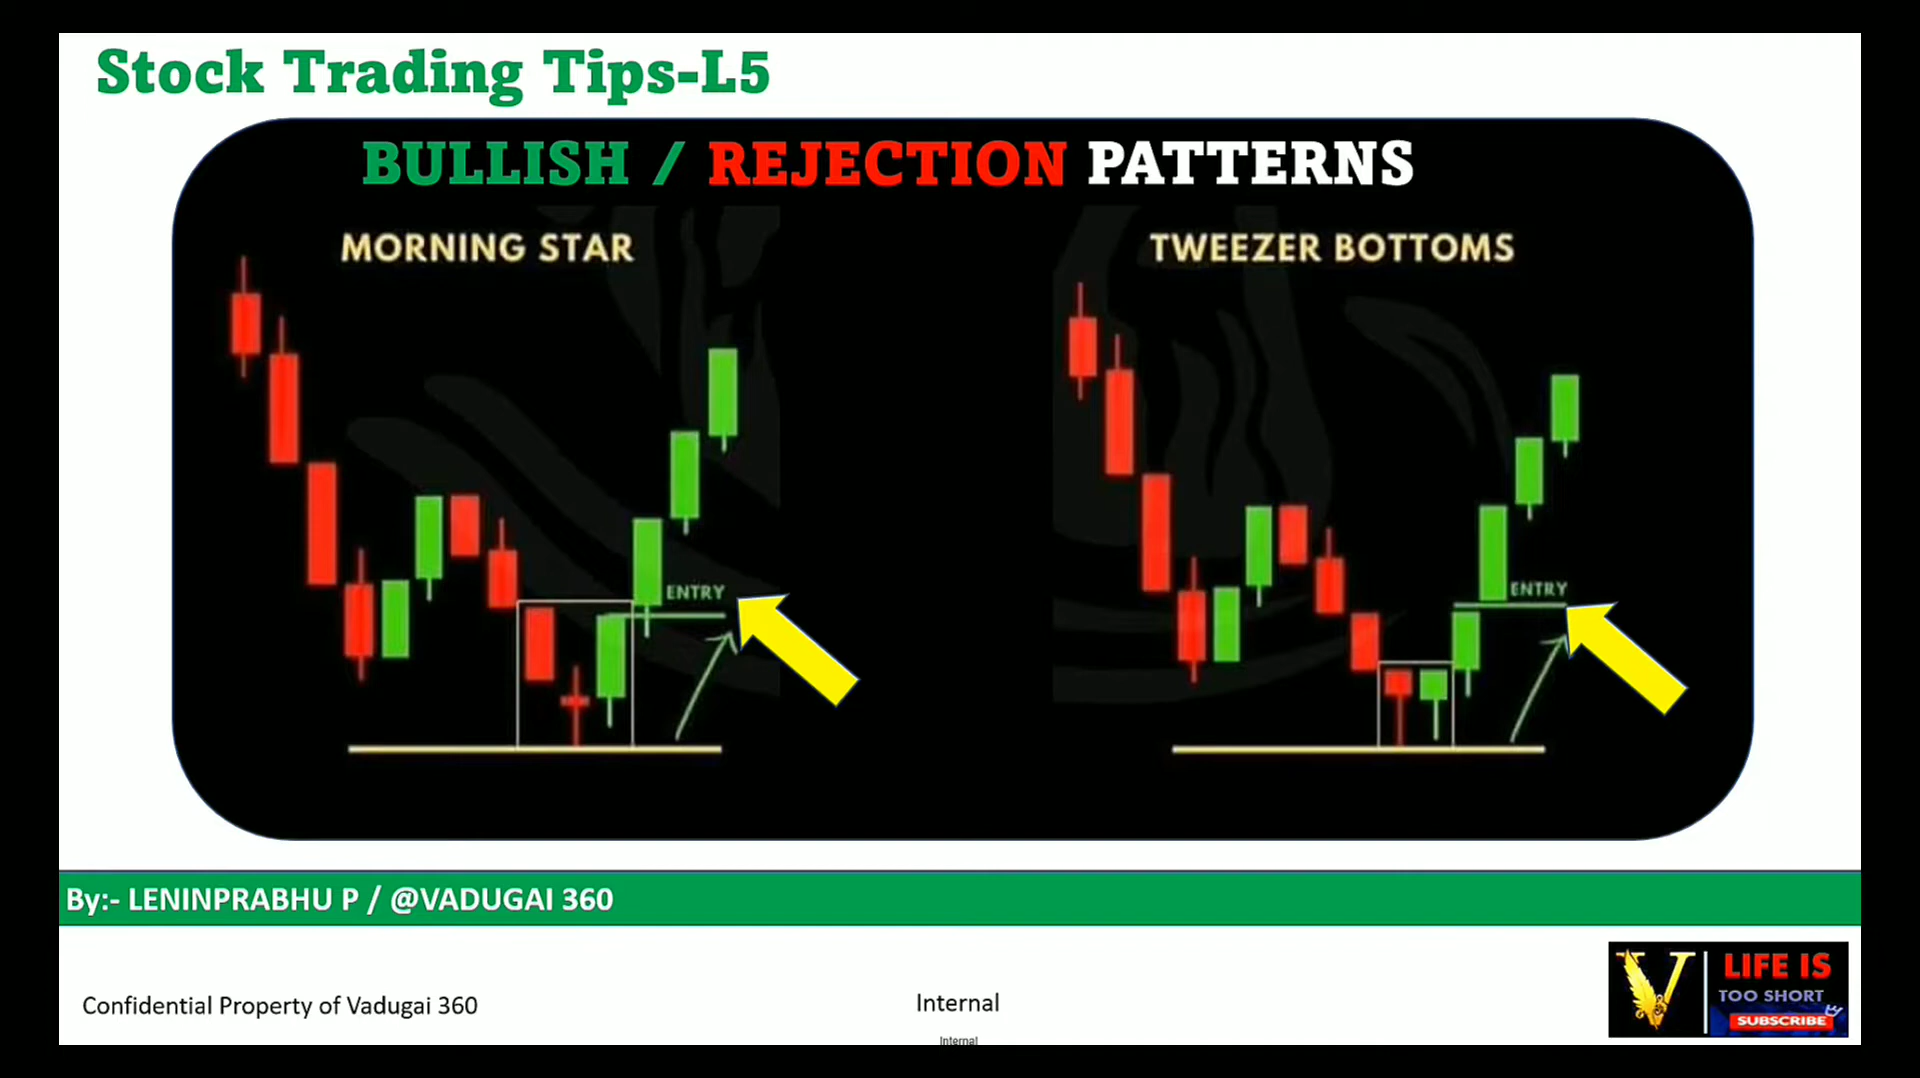 Stock Trading Tips-L5
BULLISH / REJECTION PATTERNS
MORNING STAR
TWEEZER BOTTOMS
ENTRY
ENTRY
By:- LENINPRABHU P / @VADUGAI 360
Confidential Property of Vadugai 360
Internal
Internal
V
LIFE IS
TOO SHORT
SUBSCRIBE